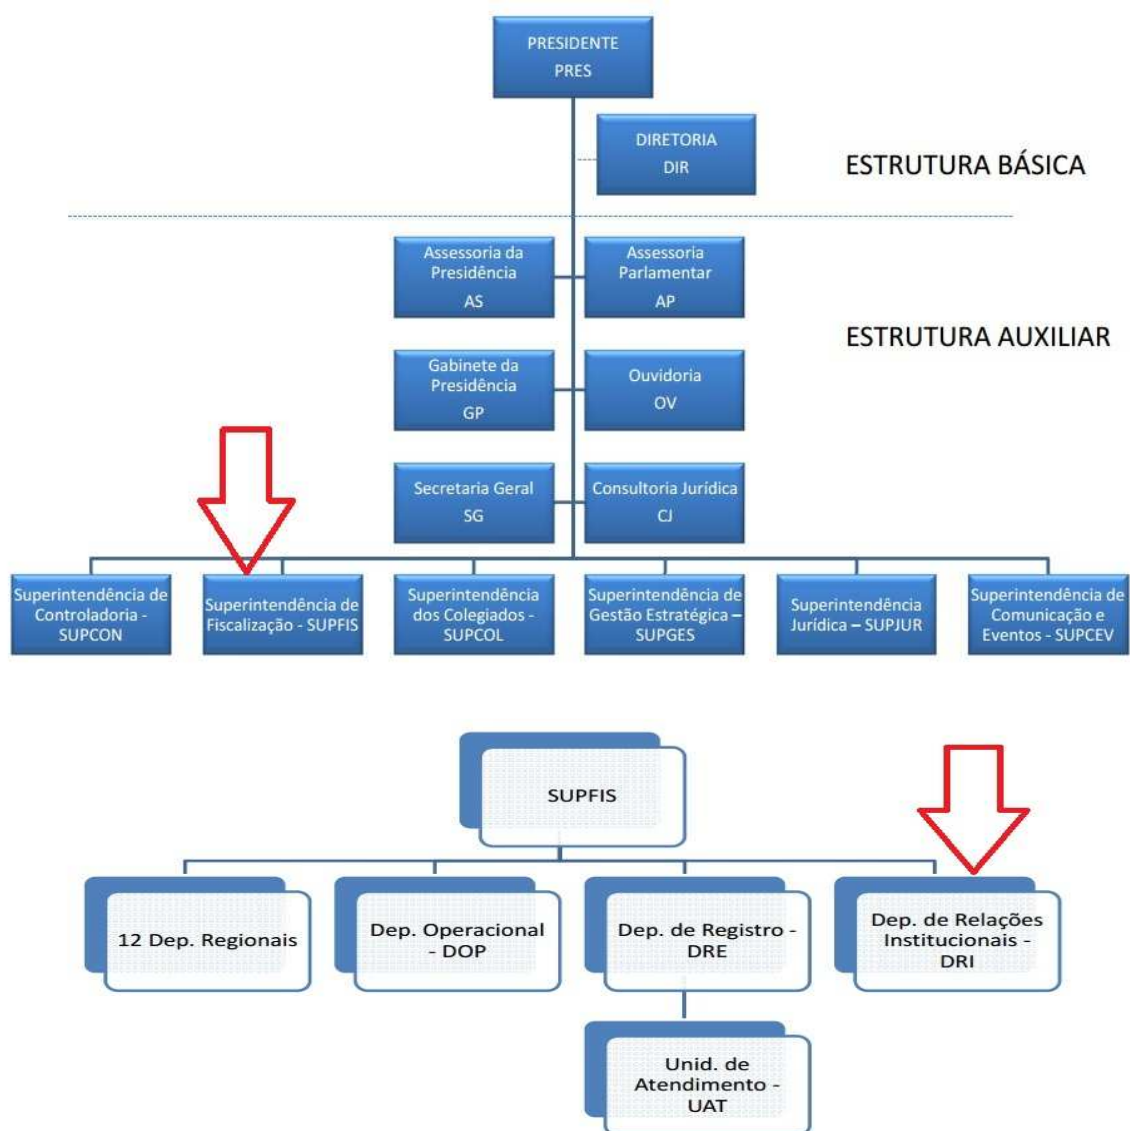 PRESIDENTE
PRES
DIRETORIA
DIR
ESTRUTURA BÁSICA
Assessoria da
Presidência
AS
Assessoria
Parlamentar
AP
ESTRUTURA AUXILIAR
Gabinete da
Presidência
GP
Ouvidoria
OV
Secretaria Geral
SG
Consultoria Jurídica
CJ
Superintendência de
Controladoria -
SUPCON
Superintendência de
Fiscalização - SUPFIS
Superintendência
dos Colegiados -
SUPCOL
Superintendência de
Gestão Estratégica –
SUPGES
Superintendência
Jurídica – SUPJUR
Superintendência de
Comunicação e
Eventos - SUPCEV
SUPFIS
12 Dep. Regionais
Dep. Operacional
- DOP
Dep. de Registro -
DRE
Dep. de Relações
Institucionais -
DRI
Unid. de
Atendimento -
UAT